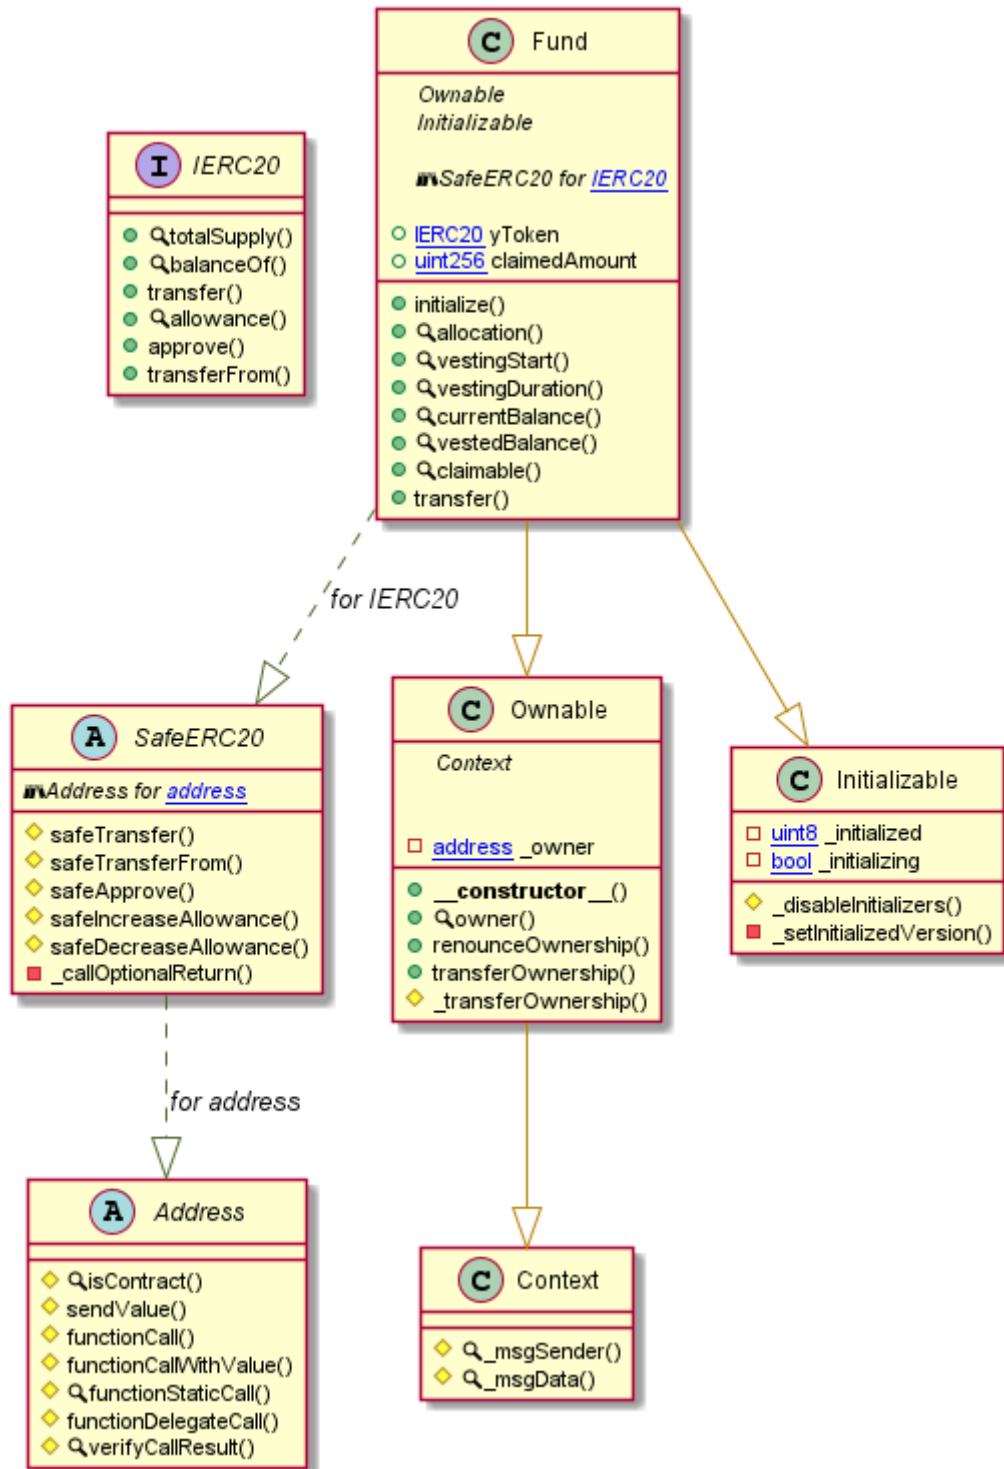 C Fund
Ownable
Initializable
SafeERC20 for IERC20
IERC20 yToken
uint256 claimedAmount
initialize()
allocation()
vestingStart()
vestingDuration()
currentBalance()
vestedBalance()
claimable()
transfer()
I IERC20
totalSupply()
balanceOf()
transfer()
allowance()
approve()
transferFrom()
for IERC20
A SafeERC20
Address for address
safeTransfer()
safeTransferFrom()
safeApprove()
safeIncreaseAllowance()
safeDecreaseAllowance()
_callOptionalReturn()
C Ownable
Context
address _owner
__constructor__()
owner()
renounceOwnership()
transferOwnership()
_transferOwnership()
C Initializable
uint8 _initialized
bool _initializing
_disableInitializers()
_setInitializedVersion()
for address
A Address
isContract()
sendValue()
functionCall()
functionCallWithValue()
functionStaticCall()
functionDelegateCall()
verifyCallResult()
C Context
_msgSender()
_msgData()